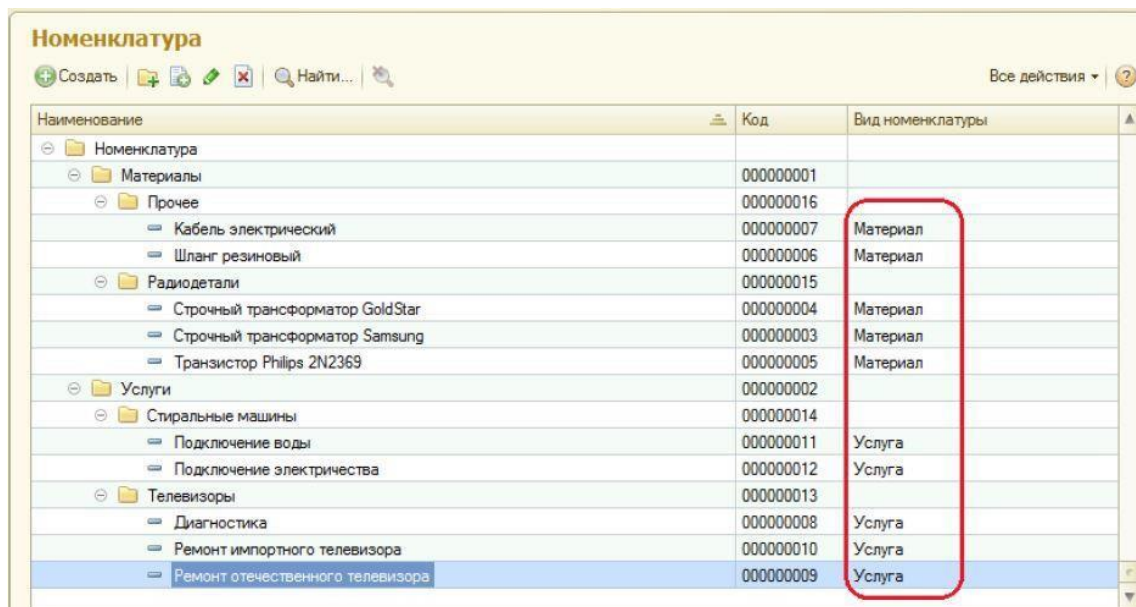 Номенклатура
Создать Найти... Все действия ?
Наименование Код Вид номенклатуры
Номенклатура
Материалы 000000001
Прочее 000000016
Кабель электрический 000000007 Материал
Шланг резиновый 000000006 Материал
Радиодетали 000000015
Строчный трансформатор GoldStar 000000004 Материал
Строчный трансформатор Samsung 000000003 Материал
Транзистор Philips 2N2369 000000005 Материал
Услуги 000000002
Стиральные машины 000000014
Подключение воды 000000011 Услуга
Подключение электричества 000000012 Услуга
Телевизоры 000000013
Диагностика 000000008 Услуга
Ремонт импортного телевизора 000000010 Услуга
Ремонт отечественного телевизора 000000009 Услуга